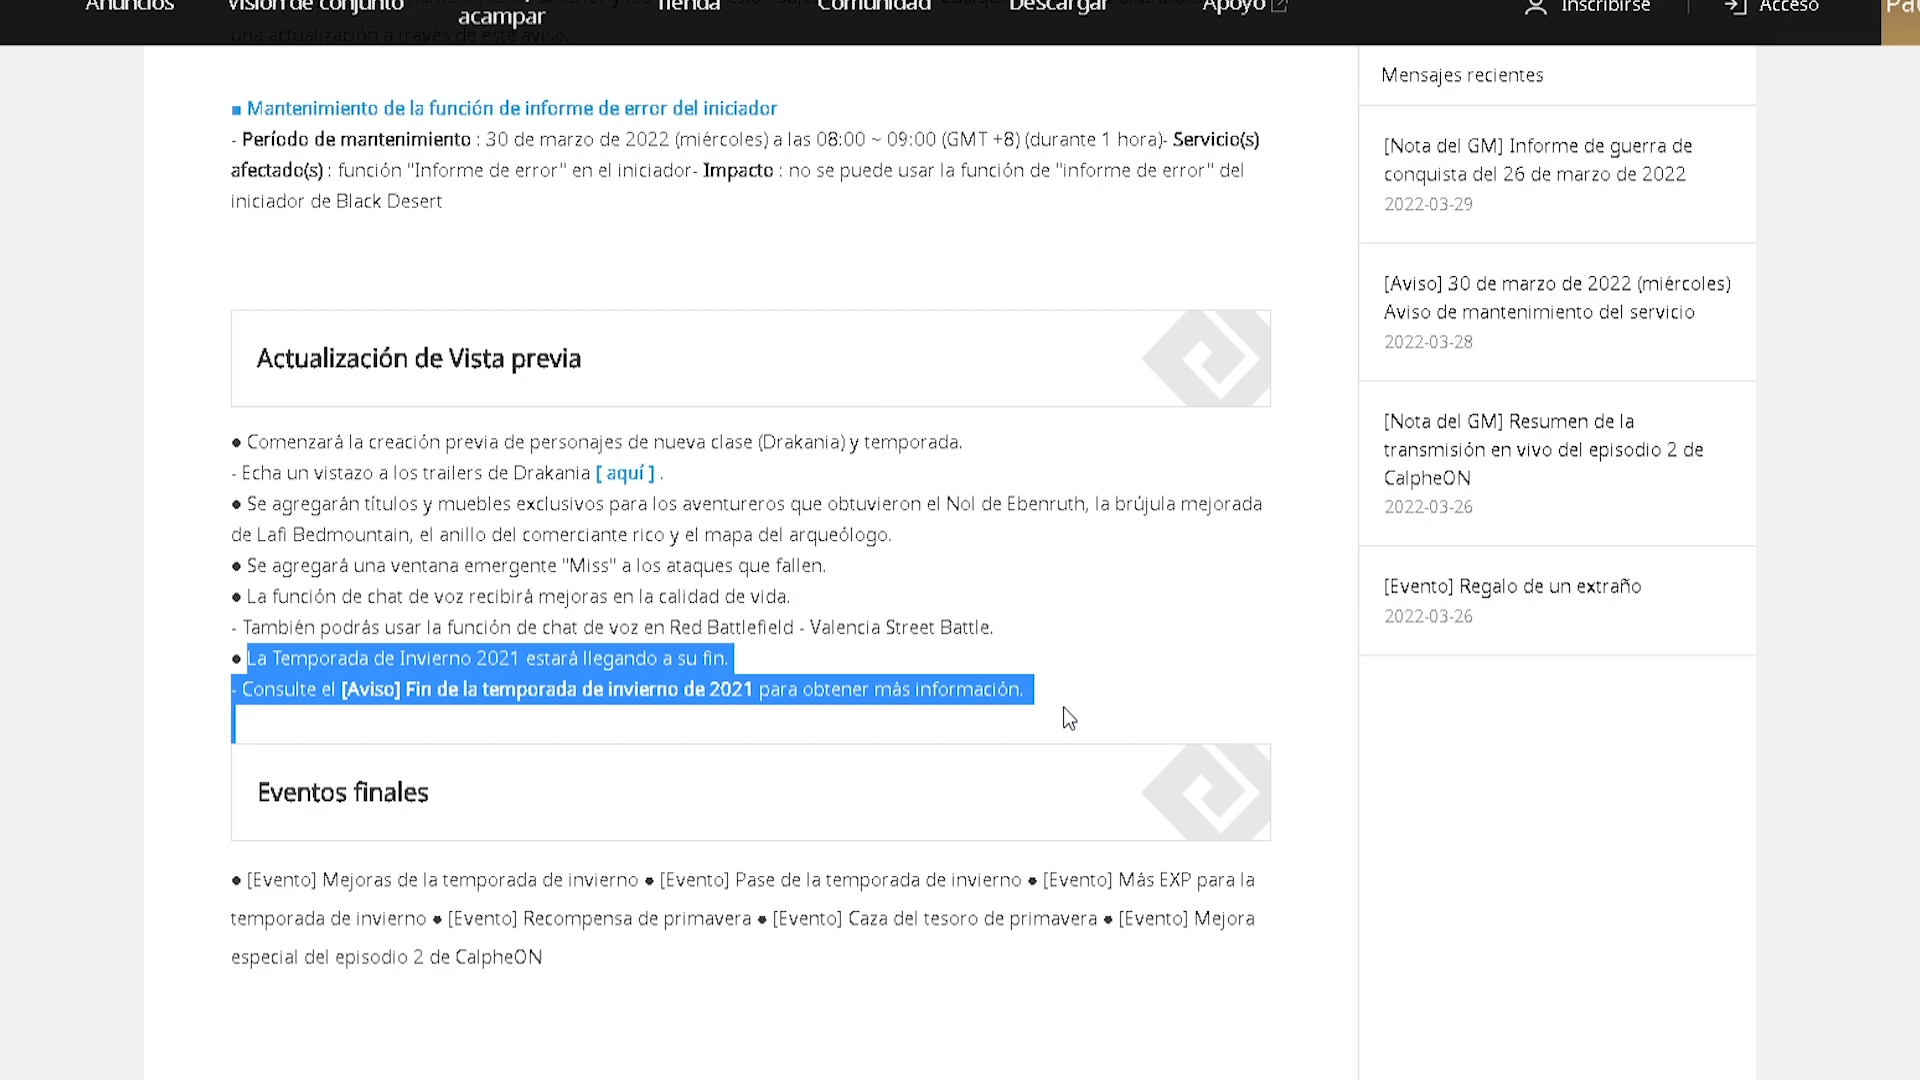 Anuncios
Visión de conjunto
acampar
Tienda
Comunidad
Descargar
Apoyo
Inscribirse
Acceso
una actualización a través de este aviso.
■ Mantenimiento de la función de informe de error del iniciador
- Período de mantenimiento : 30 de marzo de 2022 (miércoles) a las 08:00 ~ 09:00 (GMT +8) (durante 1 hora)- Servicio(s)
afectado(s) : función "Informe de error" en el iniciador- Impacto : no se puede usar la función de "informe de error" del
iniciador de Black Desert
Actualización de Vista previa
● Comenzará la creación previa de personajes de nueva clase (Drakania) y temporada.
- Echa un vistazo a los trailers de Drakania [ aquí ] .
● Se agregarán títulos y muebles exclusivos para los aventureros que obtuvieron el Nol de Ebenruth, la brújula mejorada
de Lafi Bedmountain, el anillo del comerciante rico y el mapa del arqueólogo.
● Se agregará una ventana emergente "Miss" a los ataques que fallen.
● La función de chat de voz recibirá mejoras en la calidad de vida.
- También podrás usar la función de chat de voz en Red Battlefield - Valencia Street Battle.
● La Temporada de Invierno 2021 estará llegando a su fin.
- Consulte el [Aviso] Fin de la temporada de invierno de 2021 para obtener más información.
Eventos finales
● [Evento] Mejoras de la temporada de invierno ● [Evento] Pase de la temporada de invierno ● [Evento] Más EXP para la
temporada de invierno ● [Evento] Recompensa de primavera ● [Evento] Caza del tesoro de primavera ● [Evento] Mejora
especial del episodio 2 de CalpheON
Mensajes recientes
[Nota del GM] Informe de guerra de
conquista del 26 de marzo de 2022
2022-03-29
[Aviso] 30 de marzo de 2022 (miércoles)
Aviso de mantenimiento del servicio
2022-03-28
[Nota del GM] Resumen de la
transmisión en vivo del episodio 2 de
CalpheON
2022-03-26
[Evento] Regalo de un extraño
2022-03-26